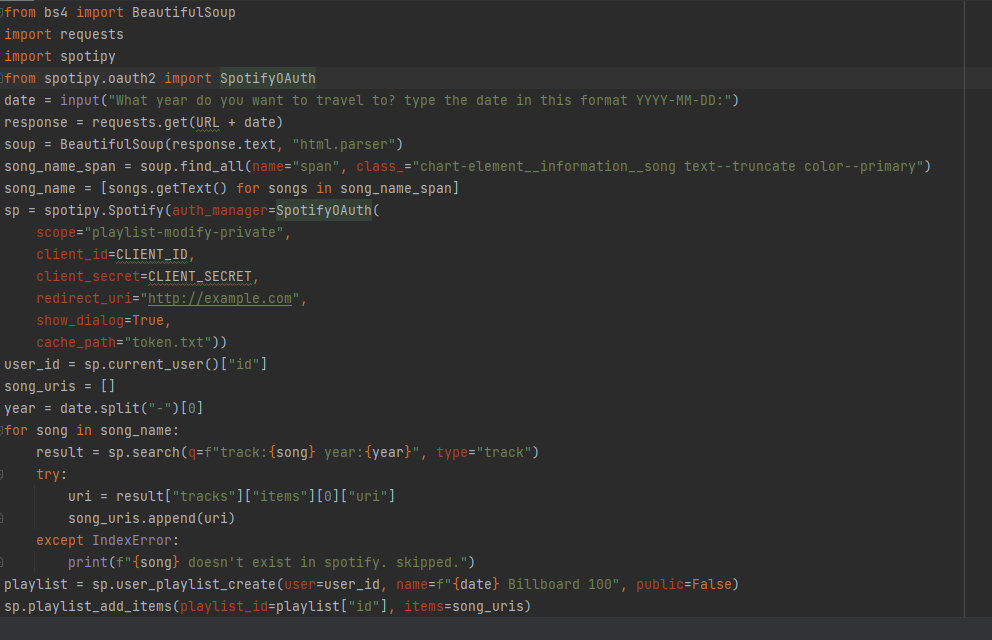 from bs4 import BeautifulSoup
import requests
import spotipy
from spotipy.oauth2 import SpotifyOAuth
date = input("What year do you want to travel to? type the date in this format YYYY-MM-DD:")
response = requests.get(URL + date)
soup = BeautifulSoup(response.text, "html.parser")
song_name_span = soup.find_all(name="span", class_="chart-element__information__song text--truncate color--primary")
song_name = [songs.getText() for songs in song_name_span]
sp = spotipy.Spotify(auth_manager=SpotifyOAuth(
    scope="playlist-modify-private",
    client_id=CLIENT_ID,
    client_secret=CLIENT_SECRET,
    redirect_uri="http://example.com",
    show_dialog=True,
    cache_path="token.txt"))
user_id = sp.current_user()["id"]
song_uris = []
year = date.split("-")[0]
for song in song_name:
    result = sp.search(q=f"track:{song} year:{year}", type="track")
    try:
        uri = result["tracks"]["items"][0]["uri"]
        song_uris.append(uri)
    except IndexError:
        print(f"{song} doesn't exist in spotify. skipped.")
playlist = sp.user_playlist_create(user=user_id, name=f"{date} Billboard 100", public=False)
sp.playlist_add_items(playlist_id=playlist["id"], items=song_uris)